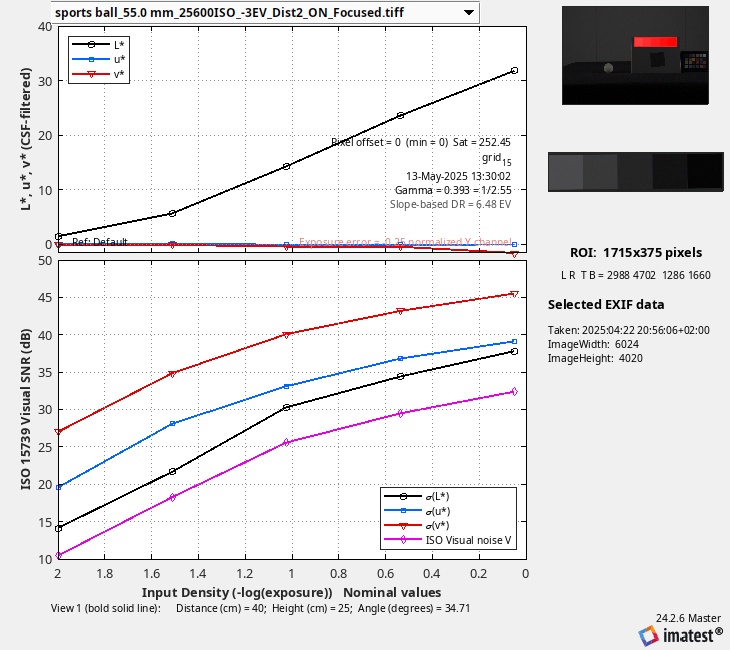 sports ball_55.0 mm_25600ISO_-3EV_Dist2_ON_Focused.tiff
40
30
20
10
0
L*, u*, v* (CSF-filtered)
L*
u*
v*
Pixel offset = 0 (min = 0) Sat = 252.45
grid15
13-May-2025 13:30:02
Gamma = 0.393 = 1/2.55
Slope-based DR = 6.48 EV
Ref: Default
Exposure error = -0.25 normalized Y channel
50
45
40
35
30
25
20
15
10
ISO 15739 Visual SNR (dB)
𝜎(L*)
𝜎(u*)
𝜎(v*)
ISO Visual noise V
2 1.8 1.6 1.4 1.2 1 0.8 0.6 0.4 0.2 0
Input Density (-log(exposure)) Nominal values
View 1 (bold solid line): Distance (cm) = 40; Height (cm) = 25; Angle (degrees) = 34.71
ROI: 1715x375 pixels
L R T B = 2988 4702 1286 1660
Selected EXIF data
Taken: 2025:04:22 20:56:06+02:00
ImageWidth: 6024
ImageHeight: 4020
24.2.6 Master
imatest®